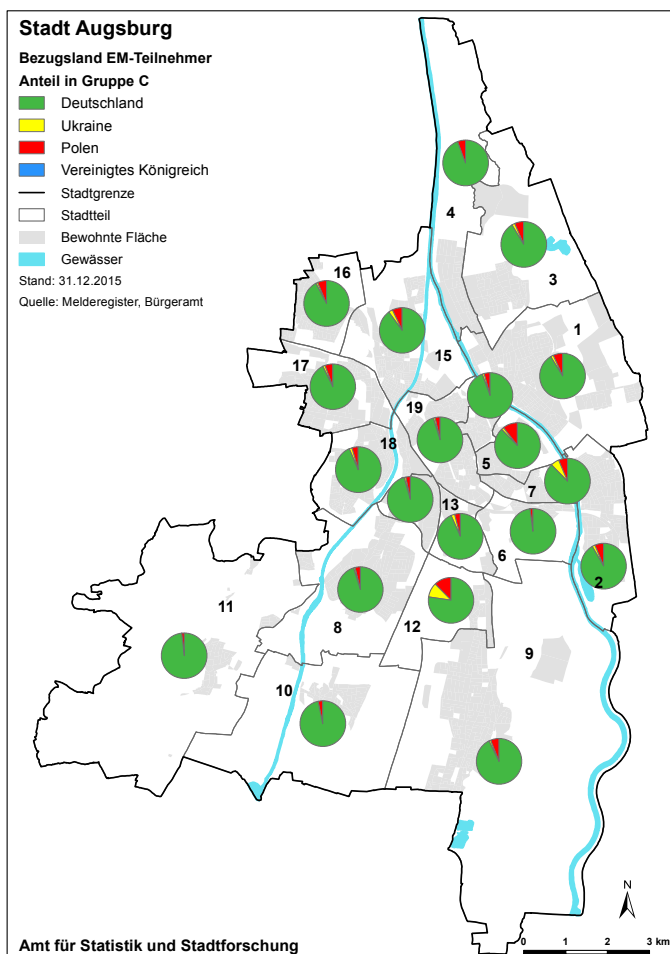 Stadt Augsburg
Bezugsland EM-Teilnehmer
Anteil in Gruppe C
Deutschland
Ukraine
Polen
Vereinigtes Königreich
Stadtgrenze
Stadtteil
Bewohnte Fläche
Gewässer
Stand: 31.12.2015
Quelle: Melderegister, Bürgeramt
4
16
3
1
15
17
19
18
5
7
13
6
2
11
8
12
9
10
N
Amt für Statistik und Stadtforschung
0 1 2 3 km